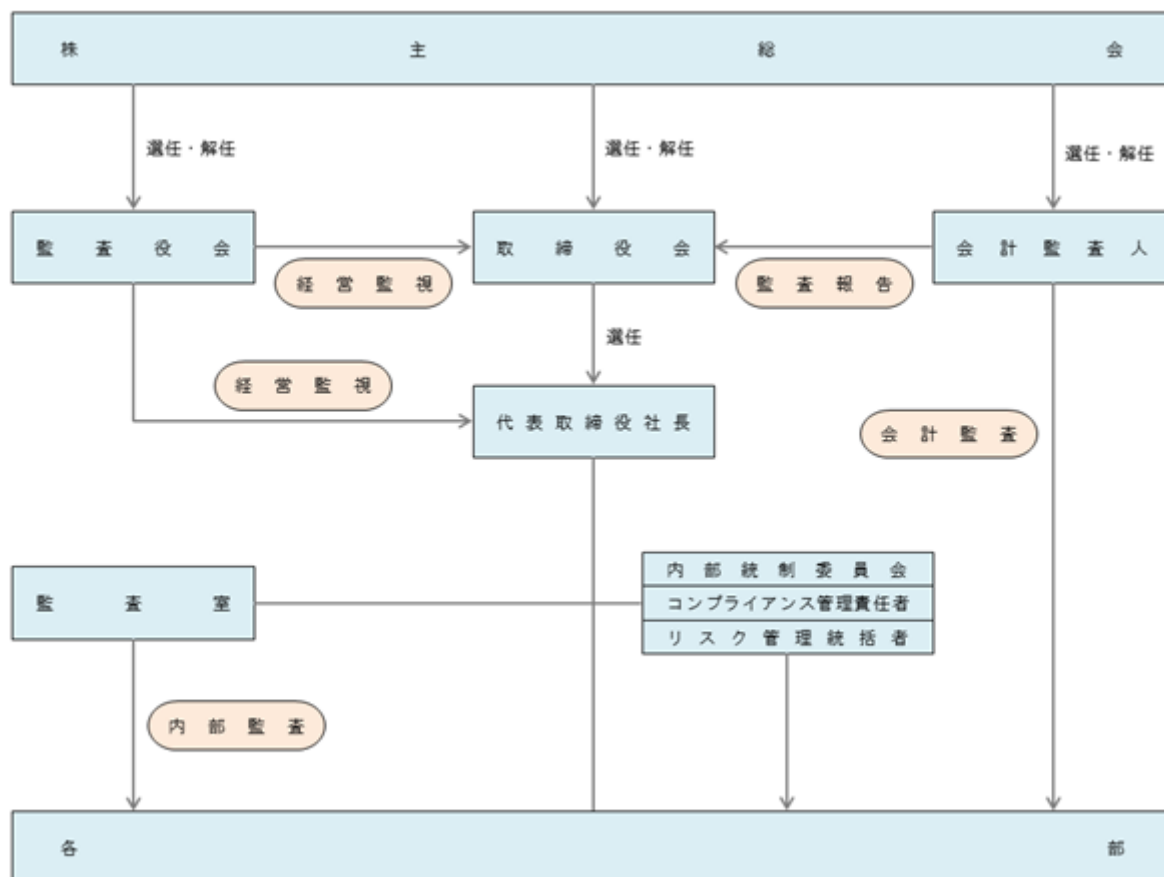 株主総会
選任・解任
選任・解任
選任・解任
監査役会
取締役会
会計監査人
経営監視
監査報告
選任
経営監視
代表取締役社長
会計監査
内部統制委員会
監査室
コンプライアンス管理責任者
リスク管理統括者
内部監査
各部